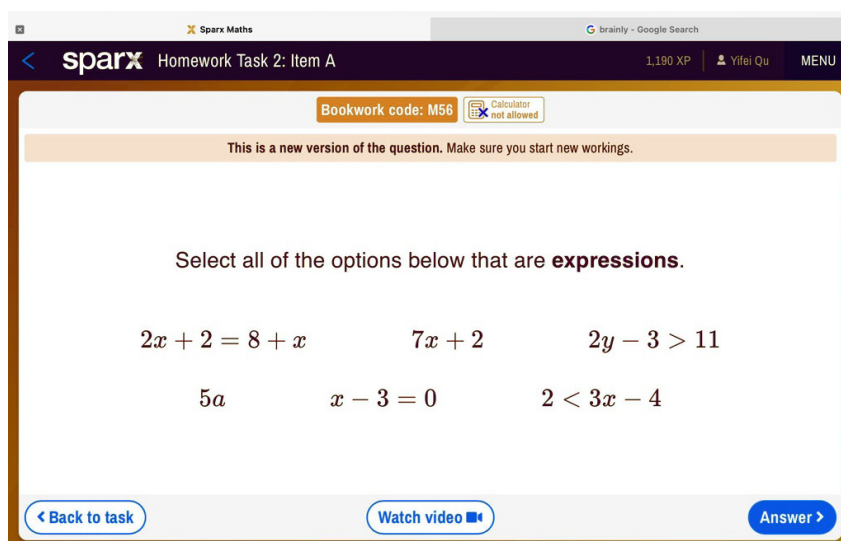 Sparx Maths
brainly - Google Search
sparx Homework Task 2: Item A 1,190 XP Yifei Qu MENU
Bookwork code: M56 Calculator not allowed
This is a new version of the question. Make sure you start new workings.
Select all of the options below that are expressions.
2x + 2 = 8 + x 7x + 2 2y − 3 > 11
5a x − 3 = 0 2 < 3x − 4
Back to task Watch video Answer